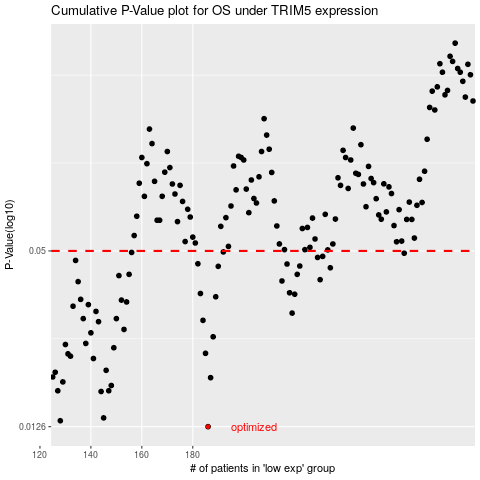 Cumulative P-Value plot for OS under TRIM5 expression
P-Value(log10)
0.05
0.0126
optimized
120 140 160 180
# of patients in 'low exp' group